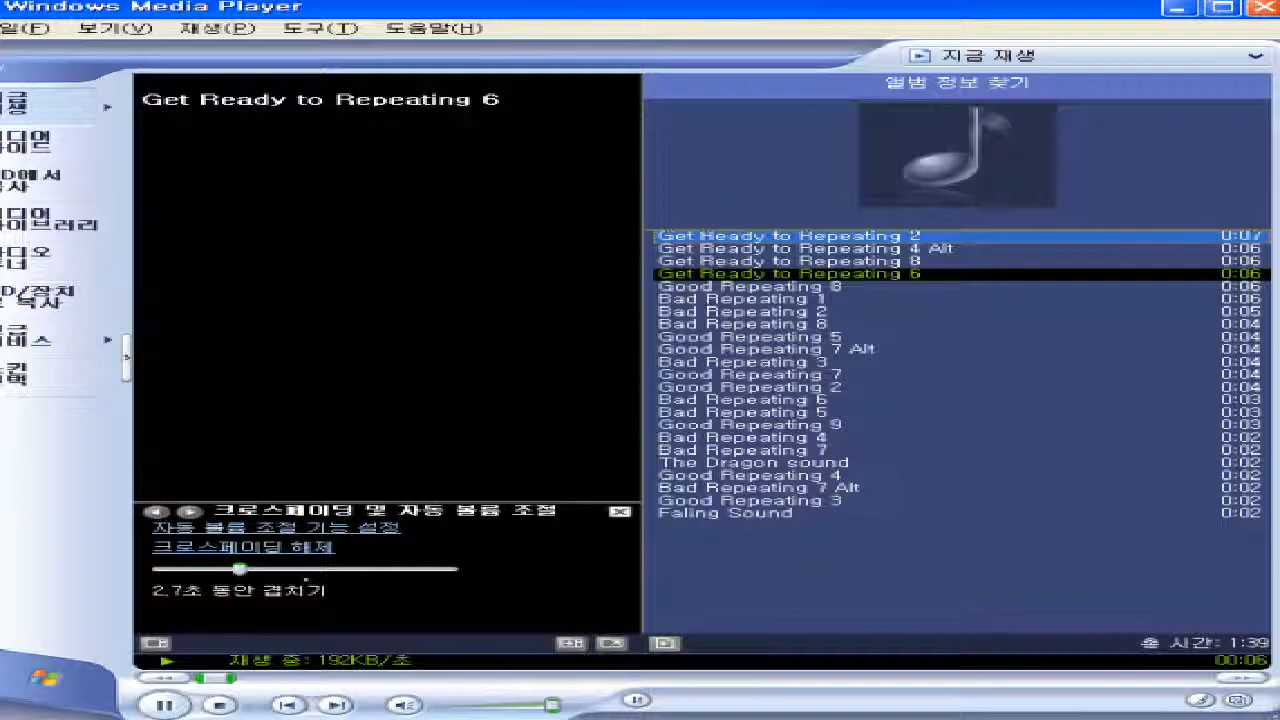 Windows Media Player
보기(V) 재생(P) 도구(T) 도움말(H)
지금 재생
앨범 정보 찾기
Get Ready to Repeating 6
Get Ready to Repeating 2 0:07
Get Ready to Repeating 4 Alt 0:06
Get Ready to Repeating 8 0:06
Get Ready to Repeating 6 0:06
Good Repeating 8 0:06
Bad Repeating 1 0:06
Bad Repeating 2 0:05
Bad Repeating 8 0:04
Good Repeating 5 0:04
Good Repeating 7 Alt 0:04
Bad Repeating 3 0:04
Good Repeating 7 0:04
Good Repeating 2 0:04
Bad Repeating 6 0:03
Bad Repeating 5 0:03
Good Repeating 9 0:03
Bad Repeating 4 0:02
Bad Repeating 7 0:02
The Dragon sound 0:02
Good Repeating 4 0:02
Bad Repeating 7 Alt 0:02
Good Repeating 3 0:02
Faling Sound 0:02
크로스페이딩 및 자동 볼륨 조절
자동 볼륨 조절 기능 설정
크로스페이딩 해제
2.7초 동안 겹치기
총 시간: 1:39
재생 중: 192KB/초 00:06